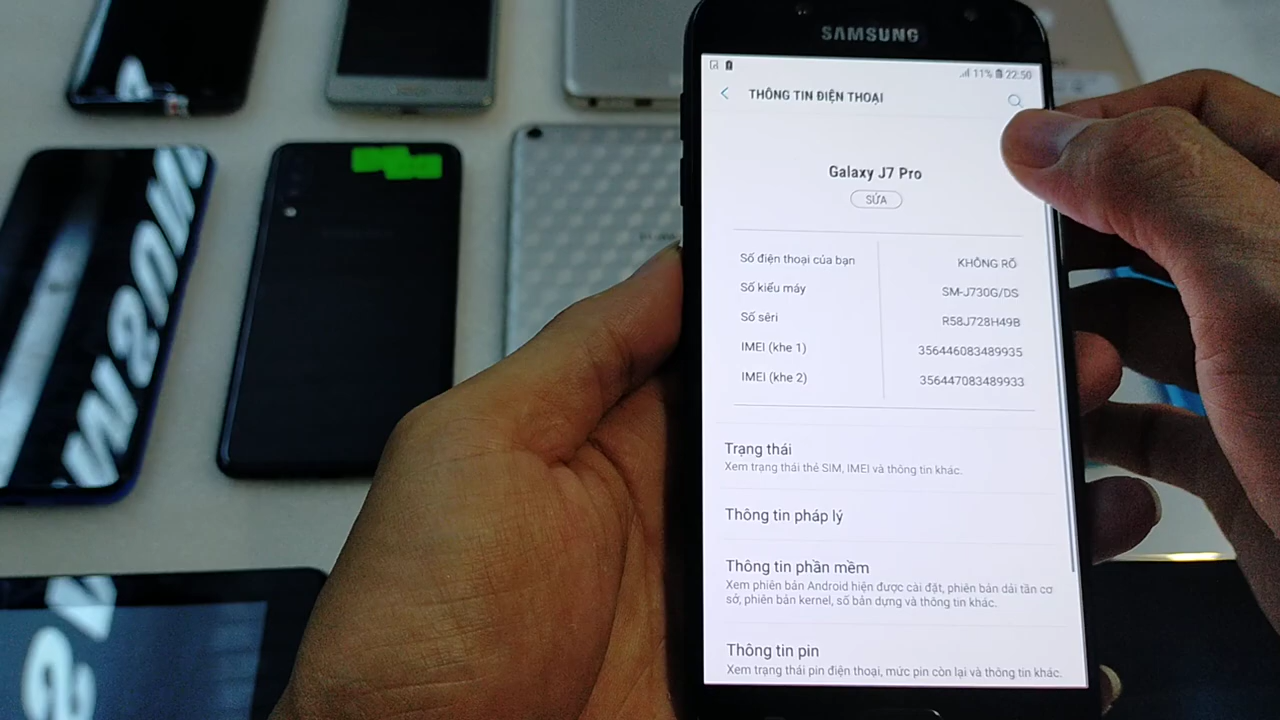 SAMSUNG
11% 22:50
THÔNG TIN ĐIỆN THOẠI
Galaxy J7 Pro
SỬA
Số điện thoại của bạn KHÔNG RÕ
Số kiểu máy SM-J730G/DS
Số sêri R58J728H49B
IMEI (khe 1) 356446083489935
IMEI (khe 2) 356447083489933
Trạng thái
Xem trạng thái thẻ SIM, IMEI và thông tin khác.
Thông tin pháp lý
Thông tin phần mềm
Xem phiên bản Android hiện được cài đặt, phiên bản dải tần cơ
sở, phiên bản kernel, số bản dựng và thông tin khác.
Thông tin pin
Xem trạng thái pin điện thoại, mức pin còn lại và thông tin khác.